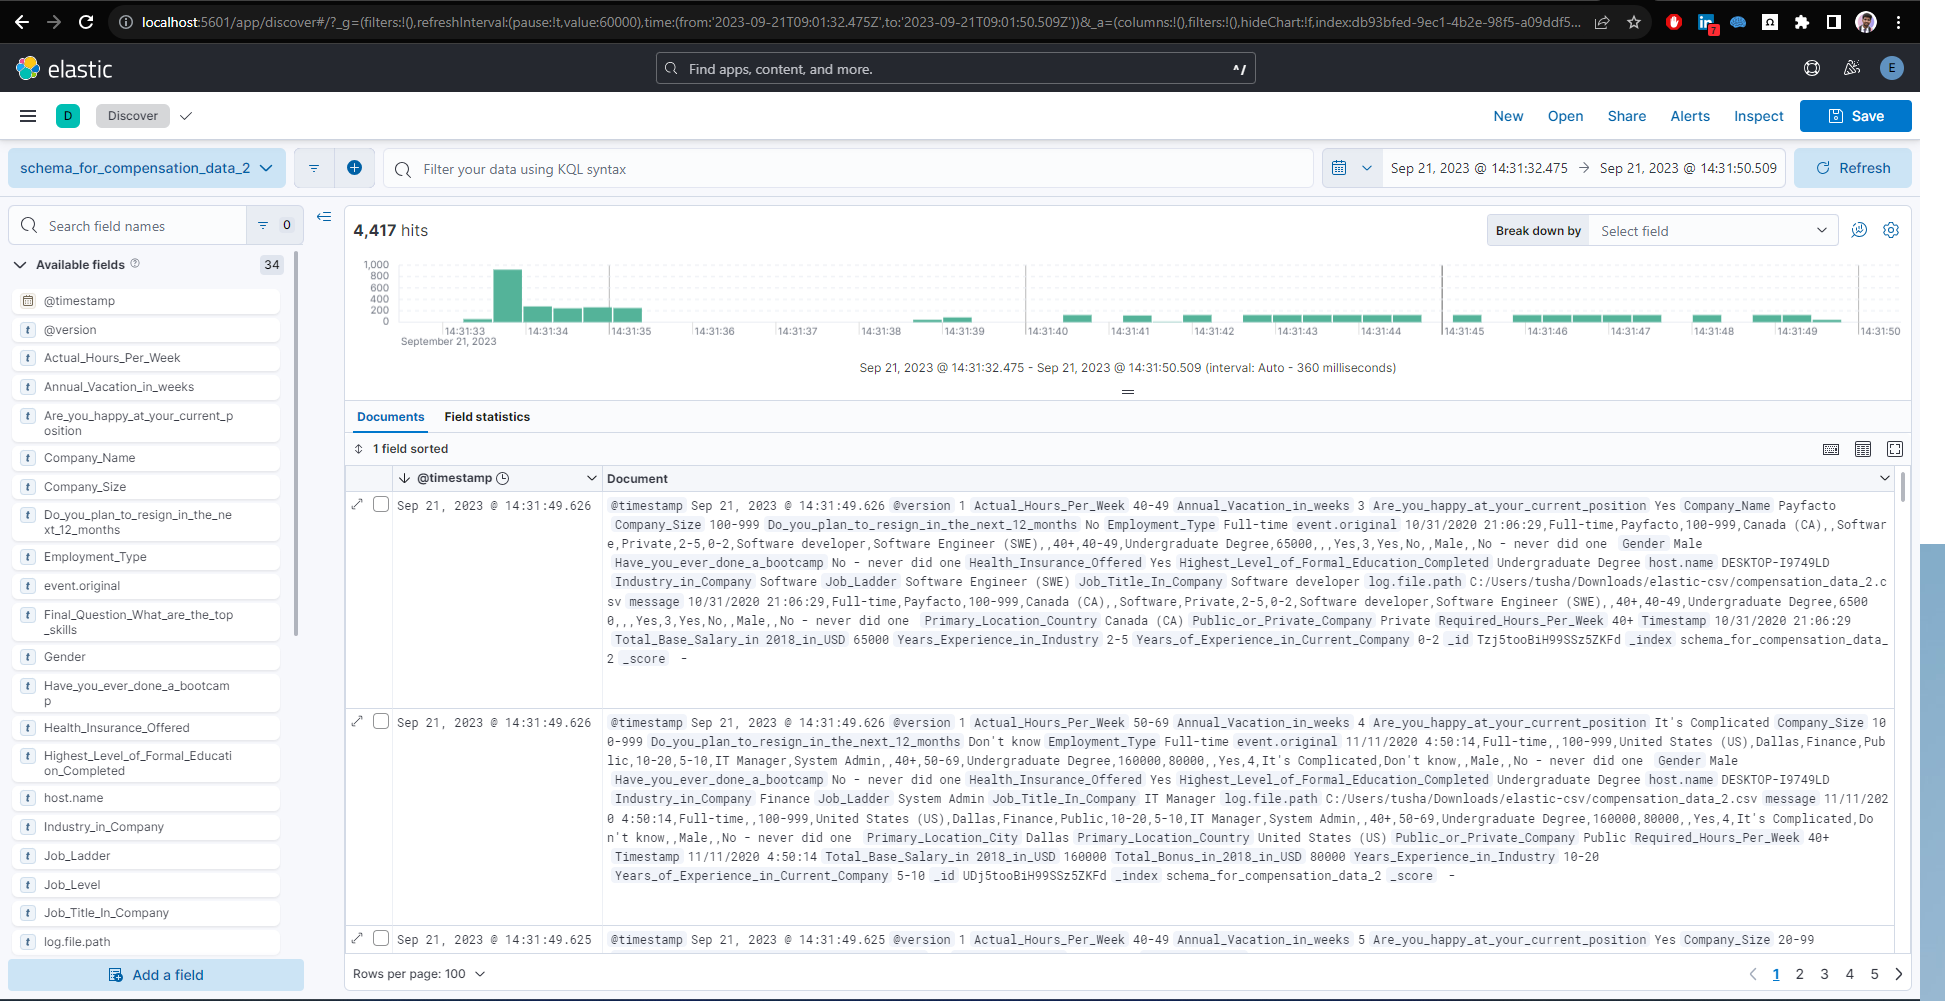 localhost:5601/app/discover#/?_g=(filters:!(),refreshInterval:(pause:!t,value:60000),time:(from:'2023-09-21T09:01:32.475Z',to:'2023-09-21T09:01:50.509Z'))&_a=(columns:!(),filters:!(),hideChart:!f,index:db93bfed-9ec1-4b2e-98f5-a09ddf5...
7
elastic
Find apps, content, and more.
^/
E
D
Discover
New
Open
Share
Alerts
Inspect
Save
schema_for_compensation_data_2
Filter your data using KQL syntax
Sep 21, 2023 @ 14:31:32.475 → Sep 21, 2023 @ 14:31:50.509
Refresh
Search field names
0
Available fields
34
@timestamp
t @version
t Actual_Hours_Per_Week
t Annual_Vacation_in_weeks
t Are_you_happy_at_your_current_p
osition
t Company_Name
t Company_Size
t Do_you_plan_to_resign_in_the_ne
xt_12_months
t Employment_Type
t event.original
t Final_Question_What_are_the_top
_skills
t Gender
t Have_you_ever_done_a_bootcam
p
t Health_Insurance_Offered
t Highest_Level_of_Formal_Educati
on_Completed
t host.name
t Industry_in_Company
t Job_Ladder
t Job_Level
t Job_Title_In_Company
t log.file.path
Add a field
4,417 hits
Break down by
Select field
1,000
800
600
400
200
0
14:31:33 14:31:34 14:31:35 14:31:36 14:31:37 14:31:38 14:31:39 14:31:40 14:31:41 14:31:42 14:31:43 14:31:44 14:31:45 14:31:46 14:31:47 14:31:48 14:31:49 14:31:50
September 21, 2023
Sep 21, 2023 @ 14:31:32.475 - Sep 21, 2023 @ 14:31:50.509 (interval: Auto - 360 milliseconds)
Documents
Field statistics
1 field sorted
@timestamp
Document
Sep 21, 2023 @ 14:31:49.626
@timestamp Sep 21, 2023 @ 14:31:49.626 @version 1 Actual_Hours_Per_Week 40-49 Annual_Vacation_in_weeks 3 Are_you_happy_at_your_current_position Yes Company_Name Payfacto
Company_Size 100-999 Do_you_plan_to_resign_in_the_next_12_months No Employment_Type Full-time event.original 10/31/2020 21:06:29,Full-time,Payfacto,100-999,Canada (CA),,Softwar
e,Private,2-5,0-2,Software developer,Software Engineer (SWE),,40+,40-49,Undergraduate Degree,65000,,,Yes,3,Yes,No,,Male,,No - never did one Gender Male
Have_you_ever_done_a_bootcamp No - never did one Health_Insurance_Offered Yes Highest_Level_of_Formal_Education_Completed Undergraduate Degree host.name DESKTOP-I9749LD
Industry_in_Company Software Job_Ladder Software Engineer (SWE) Job_Title_In_Company Software developer log.file.path C:/Users/tusha/Downloads/elastic-csv/compensation_data_2.c
sv message 10/31/2020 21:06:29,Full-time,Payfacto,100-999,Canada (CA),,Software,Private,2-5,0-2,Software developer,Software Engineer (SWE),,40+,40-49,Undergraduate Degree,6500
0,,,Yes,3,Yes,No,,Male,,No - never did one Primary_Location_Country Canada (CA) Public_or_Private_Company Private Required_Hours_Per_Week 40+ Timestamp 10/31/2020 21:06:29
Total_Base_Salary_in 2018_in_USD 65000 Years_Experience_in_Industry 2-5 Years_of_Experience_in_Current_Company 0-2 _id Tzj5tooBiH99SSz5ZKFd _index schema_for_compensation_data_
2 _score -
Sep 21, 2023 @ 14:31:49.626
@timestamp Sep 21, 2023 @ 14:31:49.626 @version 1 Actual_Hours_Per_Week 50-69 Annual_Vacation_in_weeks 4 Are_you_happy_at_your_current_position It's Complicated Company_Size 10
0-999 Do_you_plan_to_resign_in_the_next_12_months Don't know Employment_Type Full-time event.original 11/11/2020 4:50:14,Full-time,,100-999,United States (US),Dallas,Finance,Pub
lic,10-20,5-10,IT Manager,System Admin,,40+,50-69,Undergraduate Degree,160000,80000,,Yes,4,It's Complicated,Don't know,,Male,,No - never did one Gender Male
Have_you_ever_done_a_bootcamp No - never did one Health_Insurance_Offered Yes Highest_Level_of_Formal_Education_Completed Undergraduate Degree host.name DESKTOP-I9749LD
Industry_in_Company Finance Job_Ladder System Admin Job_Title_In_Company IT Manager log.file.path C:/Users/tusha/Downloads/elastic-csv/compensation_data_2.csv message 11/11/202
0 4:50:14,Full-time,,100-999,United States (US),Dallas,Finance,Public,10-20,5-10,IT Manager,System Admin,,40+,50-69,Undergraduate Degree,160000,80000,,Yes,4,It's Complicated,Do
n't know,,Male,,No - never did one Primary_Location_City Dallas Primary_Location_Country United States (US) Public_or_Private_Company Public Required_Hours_Per_Week 40+
Timestamp 11/11/2020 4:50:14 Total_Base_Salary_in 2018_in_USD 160000 Total_Bonus_in_2018_in_USD 80000 Years_Experience_in_Industry 10-20
Years_of_Experience_in_Current_Company 5-10 _id UDj5tooBiH99SSz5ZKFd _index schema_for_compensation_data_2 _score -
Sep 21, 2023 @ 14:31:49.625
@timestamp Sep 21, 2023 @ 14:31:49.625 @version 1 Actual_Hours_Per_Week 40-49 Annual_Vacation_in_weeks 5 Are_you_happy_at_your_current_position Yes Company_Size 20-99
Rows per page: 100
1 2 3 4 5